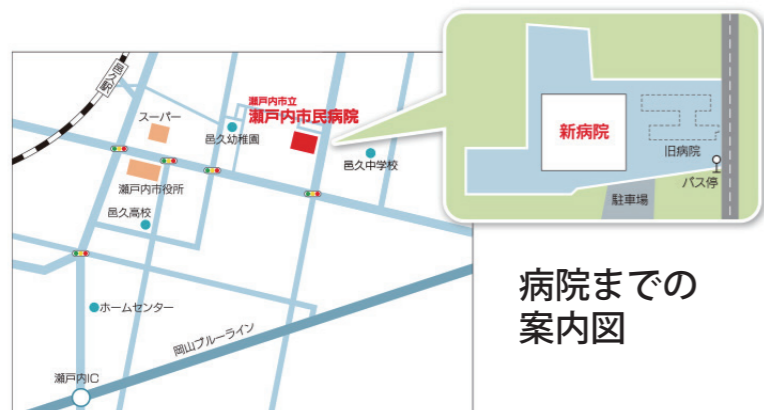 邑久駅
スーパー
瀬戸内市立
瀬戸内市民病院
邑久幼稚園
邑久中学校
瀬戸内市役所
邑久高校
ホームセンター
岡山ブルーライン
瀬戸内IC
新病院
旧病院
バス停
駐車場
病院までの
案内図